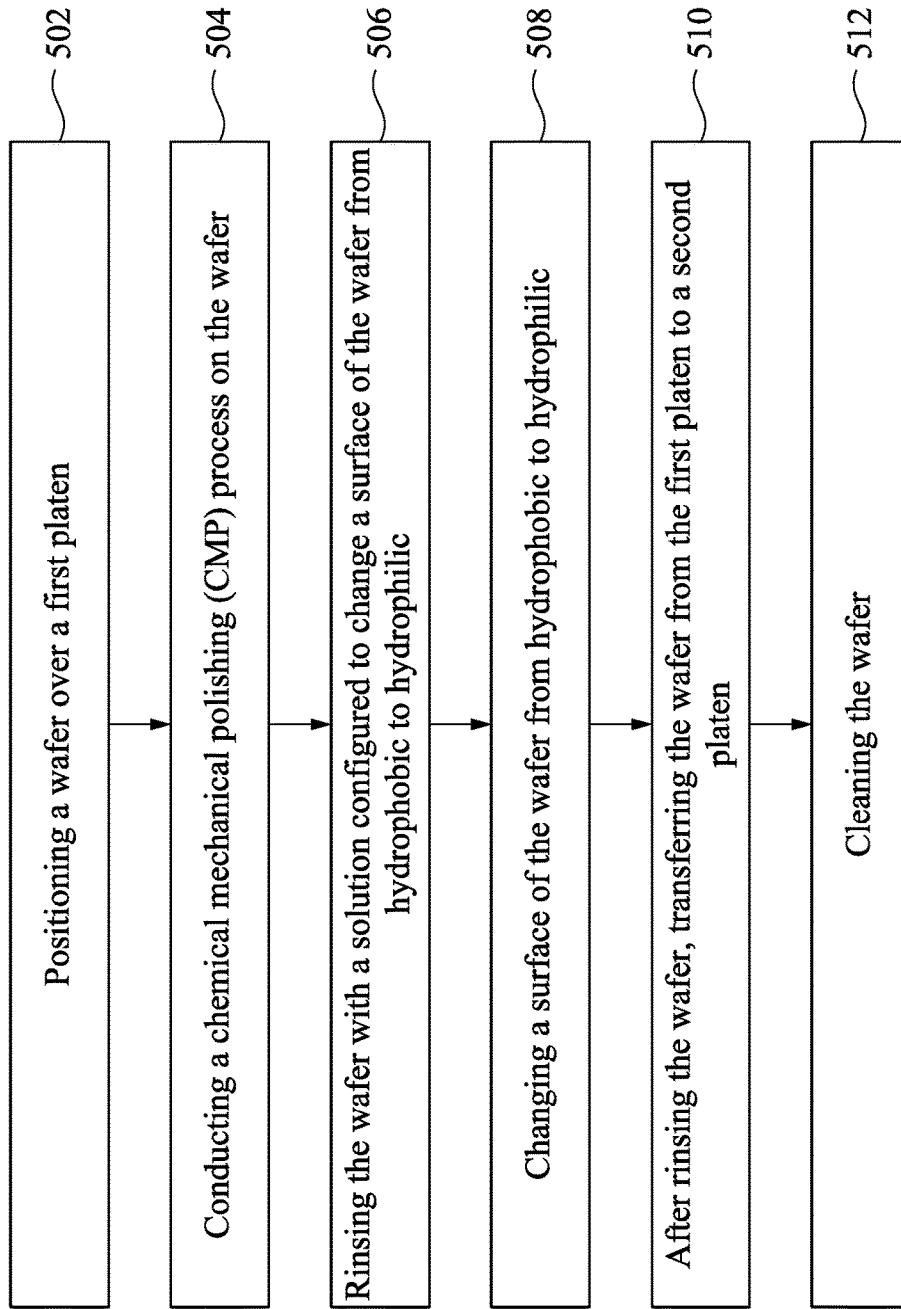 Positioning a wafer over a first platen
502
Conducting a chemical mechanical polishing (CMP) process on the wafer
504
Rinsing the wafer with a solution configured to change a surface of the wafer from
hydrophobic to hydrophilic
506
Changing a surface of the wafer from hydrophobic to hydrophilic
508
After rinsing the wafer, transferring the wafer from the first platen to a second
platen
510
Cleaning the wafer
512